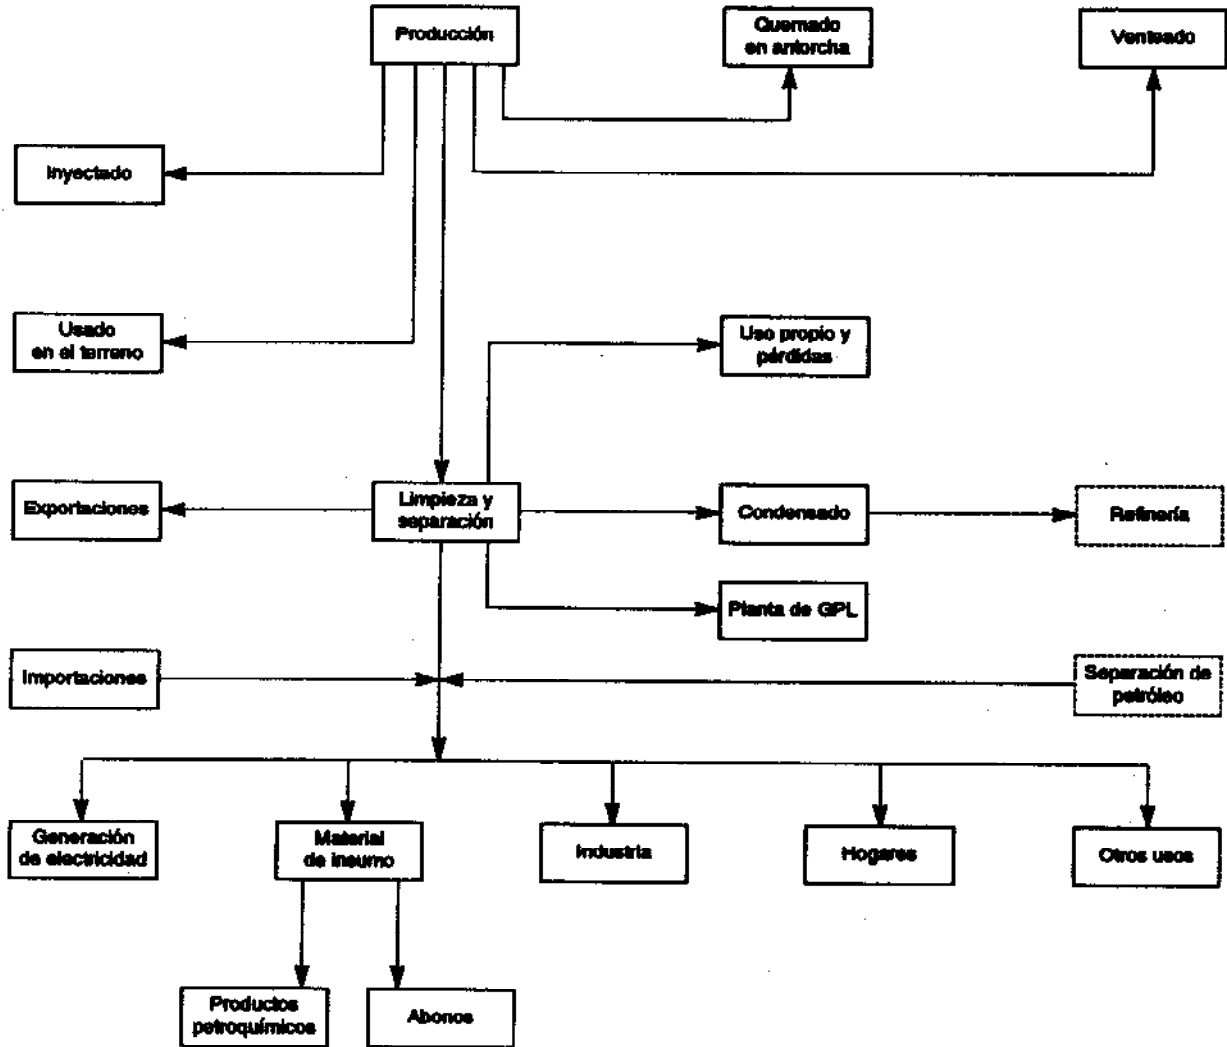 Producción
Quemado
en antorcha
Venteado
Inyectado
Usado
en el terreno
Uso propio y
pérdidas
Exportaciones
Limpieza y
separación
Condensado
Refinería
Planta de GPL
Importaciones
Separación de
petróleo
Generación
de electricidad
Material
de insumo
Industria
Hogares
Otros usos
Productos
petroquímicos
Abonos